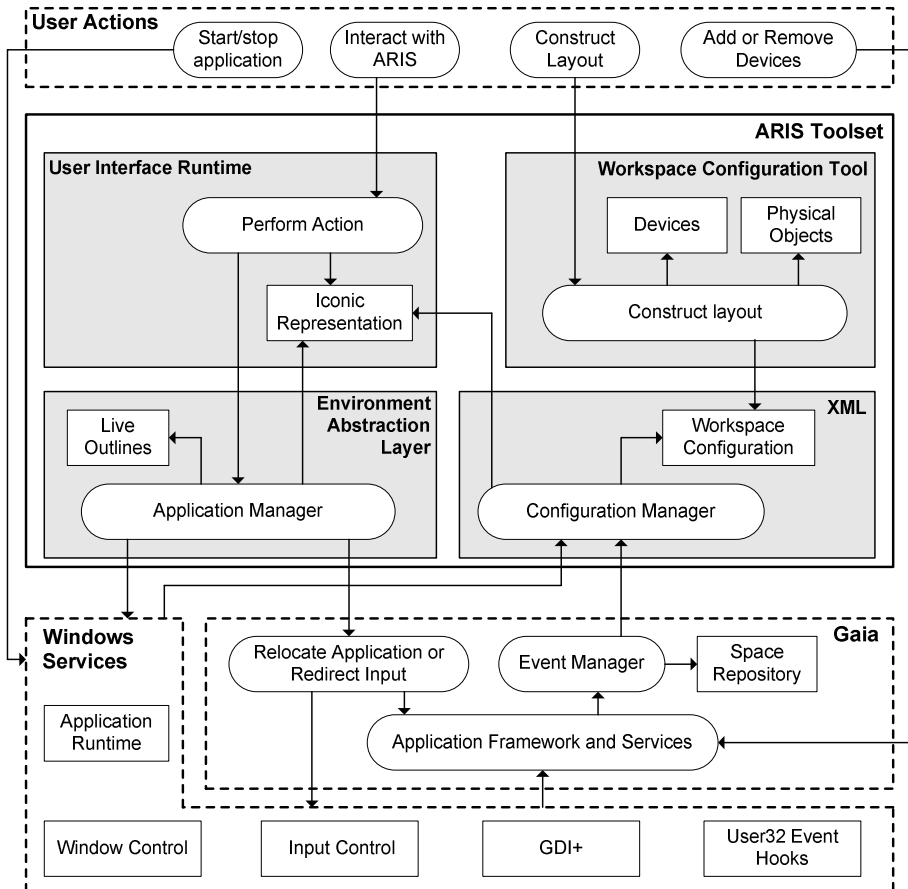 User Actions
Start/stop
application
Interact with
ARIS
Construct
Layout
Add or Remove
Devices
ARIS Toolset
User Interface Runtime
Workspace Configuration Tool
Perform Action
Devices
Physical
Objects
Iconic
Representation
Construct layout
Environment
Abstraction
Layer
XML
Live
Outlines
Workspace
Configuration
Application Manager
Configuration Manager
Windows
Services
Gaia
Relocate Application or
Redirect Input
Event Manager
Space
Repository
Application
Runtime
Application Framework and Services
Window Control
Input Control
GDI+
User32 Event
Hooks